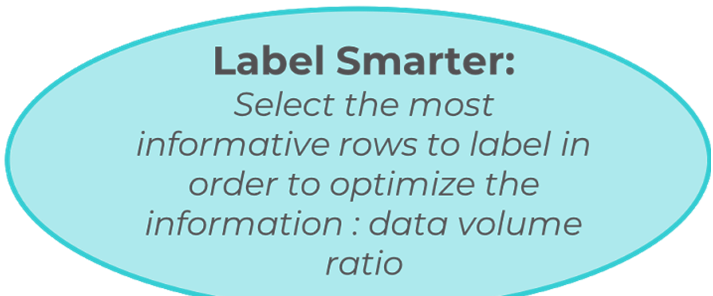 Label Smarter:
Select the most
informative rows to label in
order to optimize the
information : data volume
ratio